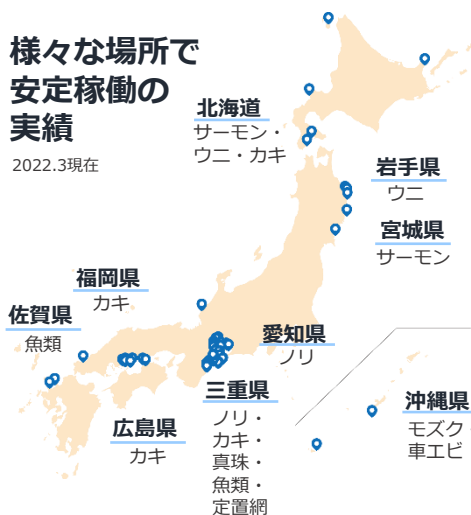 様々な場所で
安定稼働の
実績
2022.3現在
北海道
サーモン・
ウニ・カキ
岩手県
ウニ
宮城県
サーモン
福岡県
カキ
佐賀県
魚類
愛知県
ノリ
三重県
ノリ・
カキ・
真珠・
魚類・
定置網
広島県
カキ
沖縄県
モズク・
車エビ